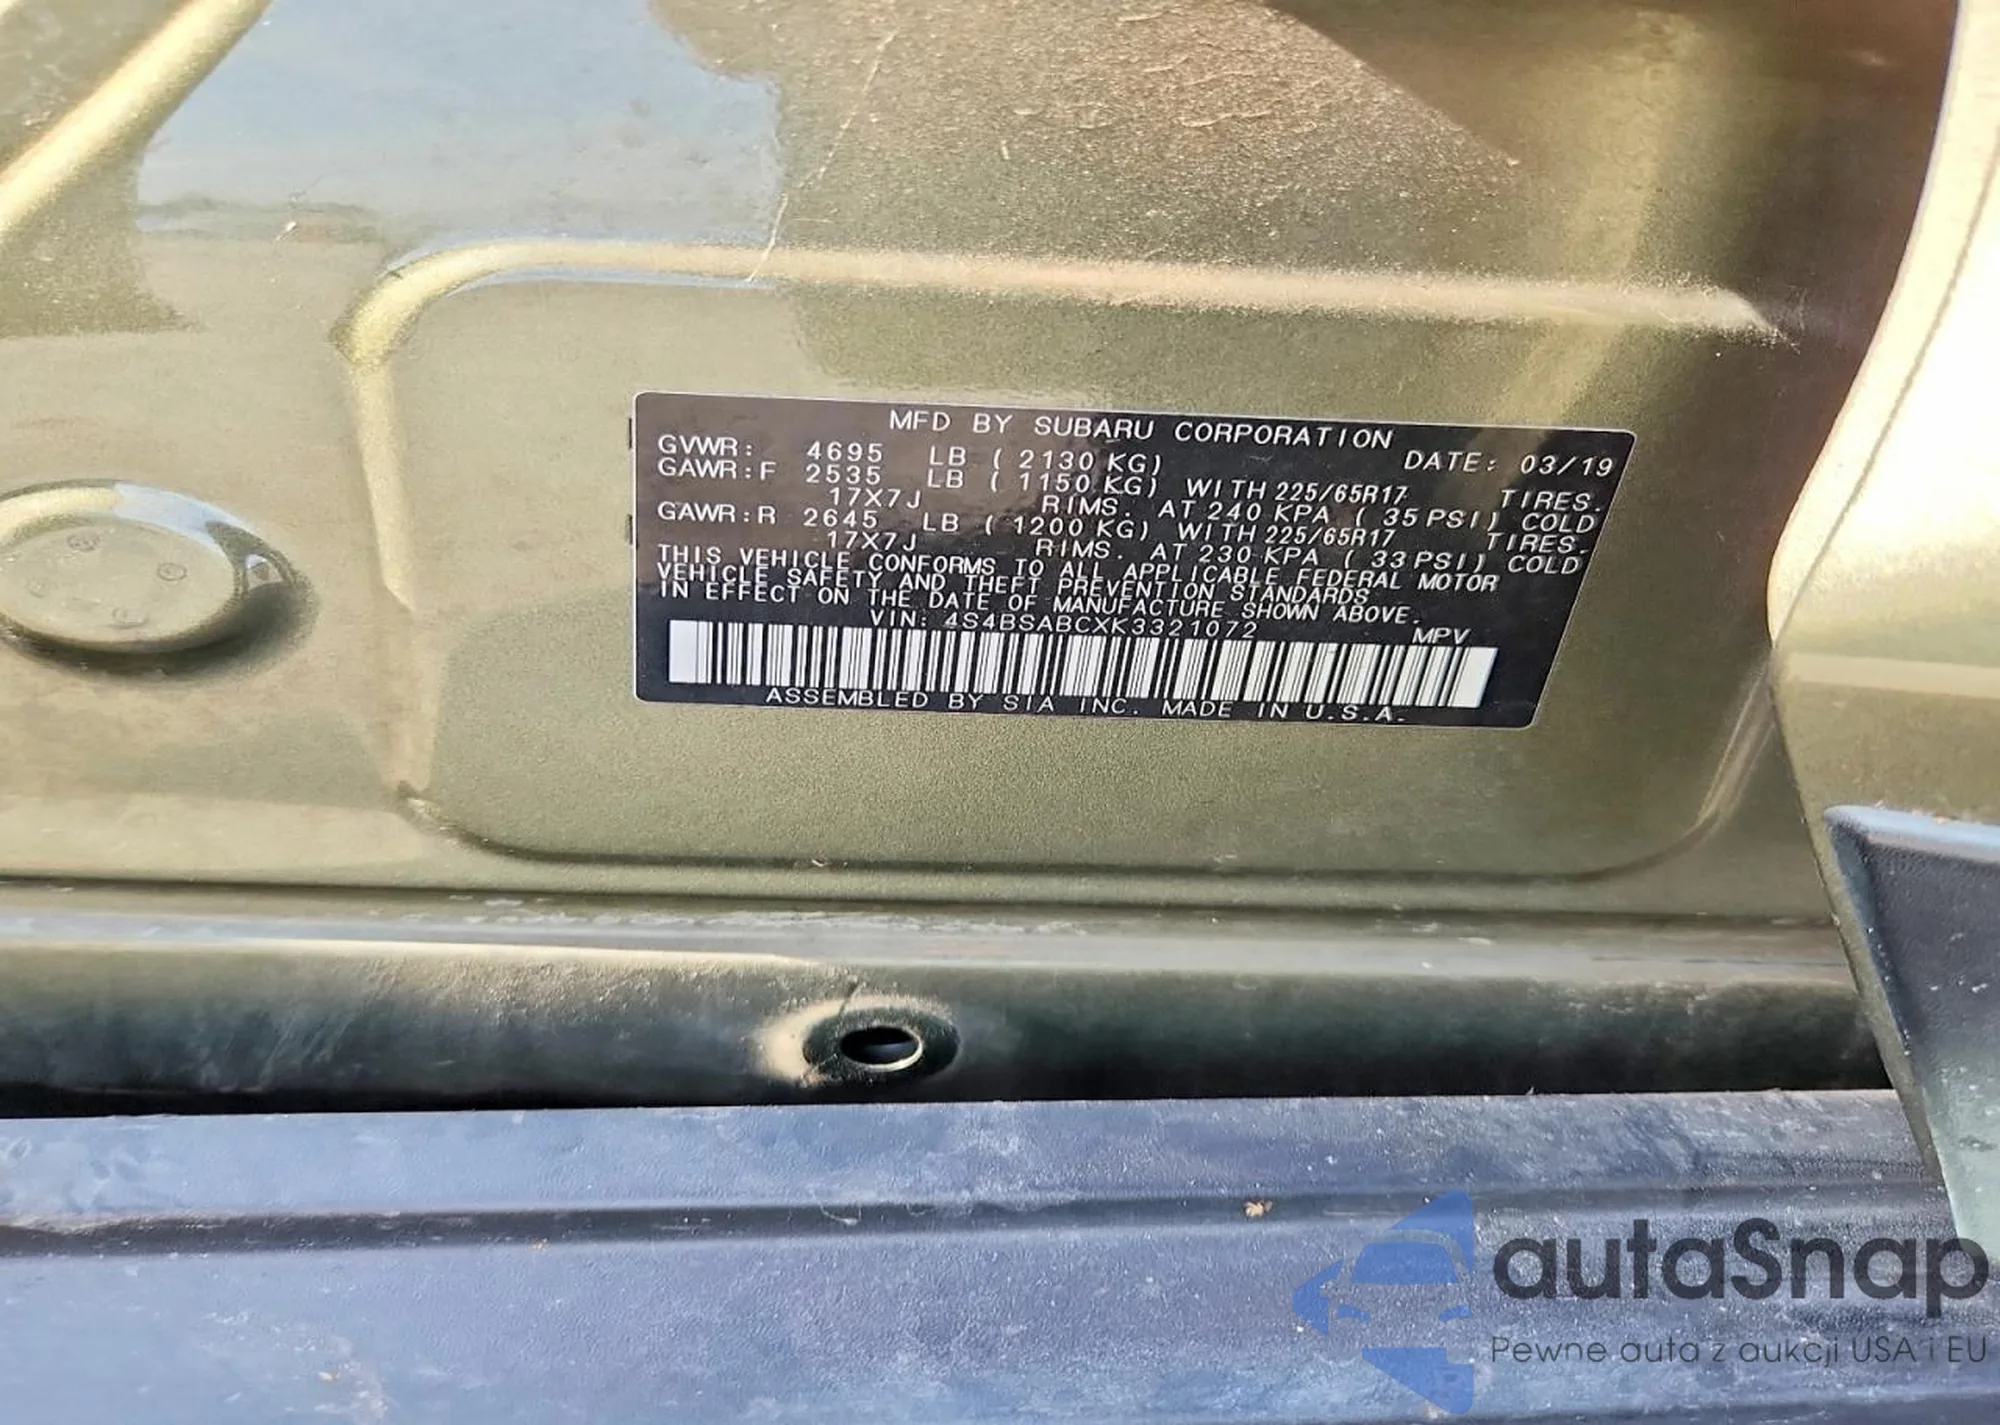 MFD BY SUBARU CORPORATION
GVWR: 4695 LB ( 2130 KG) DATE: 03/19
GAWR:F 2535 LB ( 1150 KG) WITH 225/65R17 TIRES.
17X7J RIMS. AT 240 KPA ( 35 PSI) COLD
GAWR:R 2645 LB ( 1200 KG) WITH 225/65R17 TIRES.
17X7J RIMS. AT 230 KPA ( 33 PSI) COLD
THIS VEHICLE CONFORMS TO ALL APPLICABLE FEDERAL MOTOR
VEHICLE SAFETY AND THEFT PREVENTION STANDARDS
IN EFFECT ON THE DATE OF MANUFACTURE SHOWN ABOVE.
VIN: 4S4BSABCXK3321072 MPV
ASSEMBLED BY SIA INC. MADE IN U.S.A.
autaSnap
Pewne auta z aukcji USA i EU